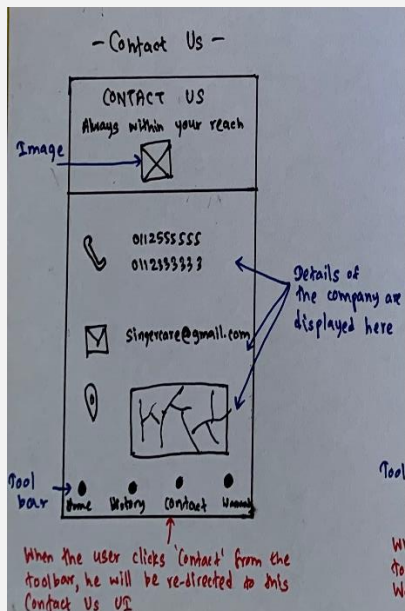 - Contact Us -
CONTACT US
Always within your reach
Image
0112555555
0112333333
Details of
the company are
displayed here
singercare@gmail.com
Tool
bar
Home History Contact
Tool
When the user clicks 'Contact' from the
toolbar, he will be re-directed to this
Contact Us UI